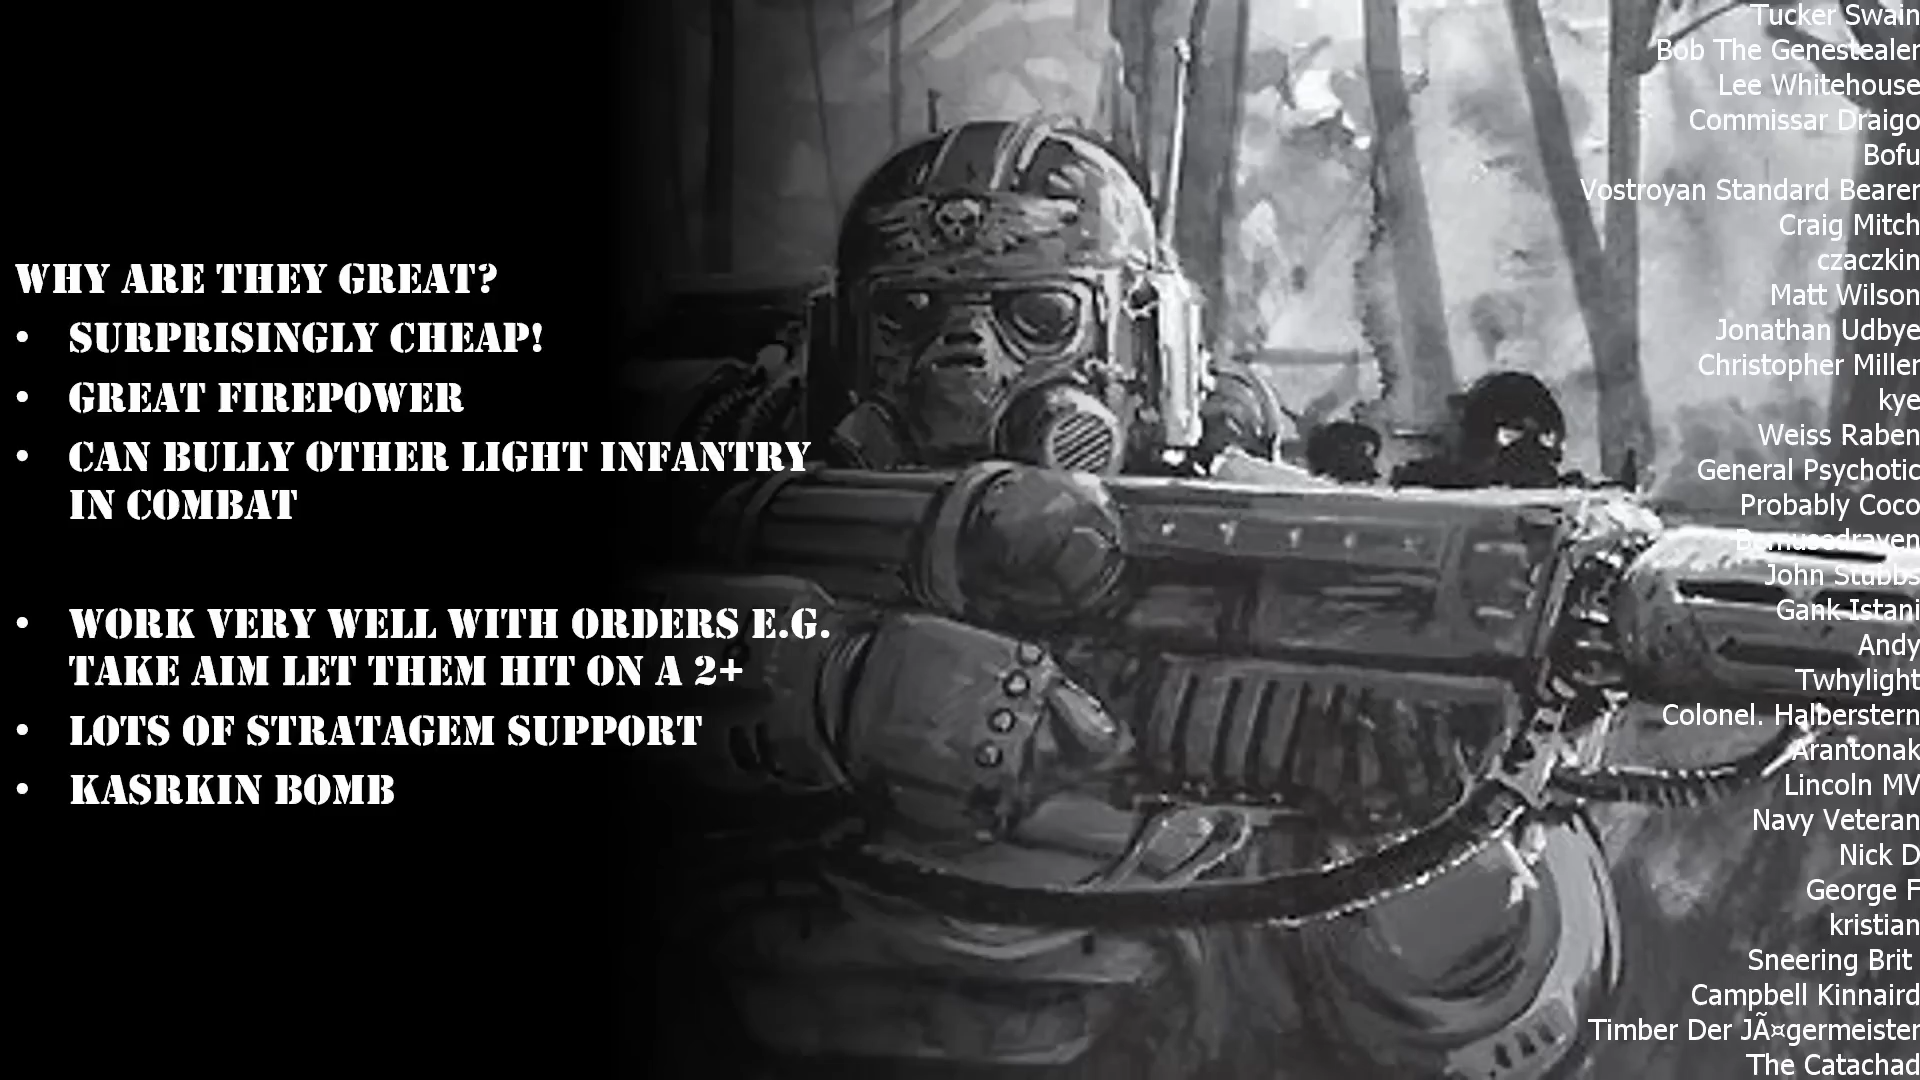 WHY ARE THEY GREAT?
• SURPRISINGLY CHEAP!
• GREAT FIREPOWER
• CAN BULLY OTHER LIGHT INFANTRY
IN COMBAT
• WORK VERY WELL WITH ORDERS E.G.
TAKE AIM LET THEM HIT ON A 2+
• LOTS OF STRATAGEM SUPPORT
• KASRKIN BOMB
Tucker Swain
Bob The Genestealer
Lee Whitehouse
Commissar Draigo
Bofu
Vostroyan Standard Bearer
Craig Mitch
czaczkin
Matt Wilson
Jonathan Udbye
Christopher Miller
kye
Weiss Raben
General Psychotic
Probably Coco
Bemusedraven
John Stubbs
Gank Istani
Andy
Twhylight
Colonel. Halberstern
Arantonak
Lincoln MV
Navy Veteran
Nick D
George F
kristian
Sneering Brit
Campbell Kinnaird
Timber Der JÃ¤germeister
The Catachad